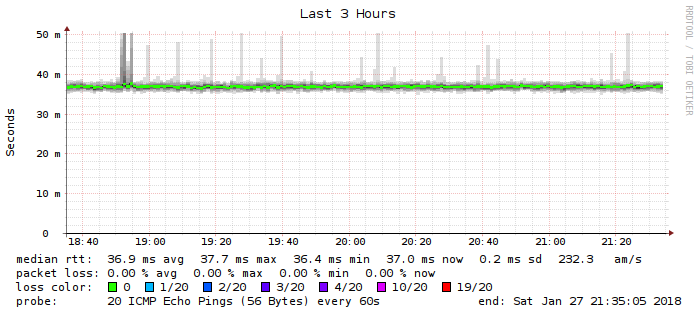 Last 3 Hours
RRDTOOL / TOBI OETIKER
Seconds
50 m
40 m
30 m
20 m
10 m
0
18:40 19:00 19:20 19:40 20:00 20:20 20:40 21:00 21:20
median rtt: 36.9 ms avg 37.7 ms max 36.4 ms min 37.0 ms now 0.2 ms sd 232.3 am/s
packet loss: 0.00 % avg 0.00 % max 0.00 % min 0.00 % now
loss color: 0 1/20 2/20 3/20 4/20 10/20 19/20
probe: 20 ICMP Echo Pings (56 Bytes) every 60s end: Sat Jan 27 21:35:05 2018